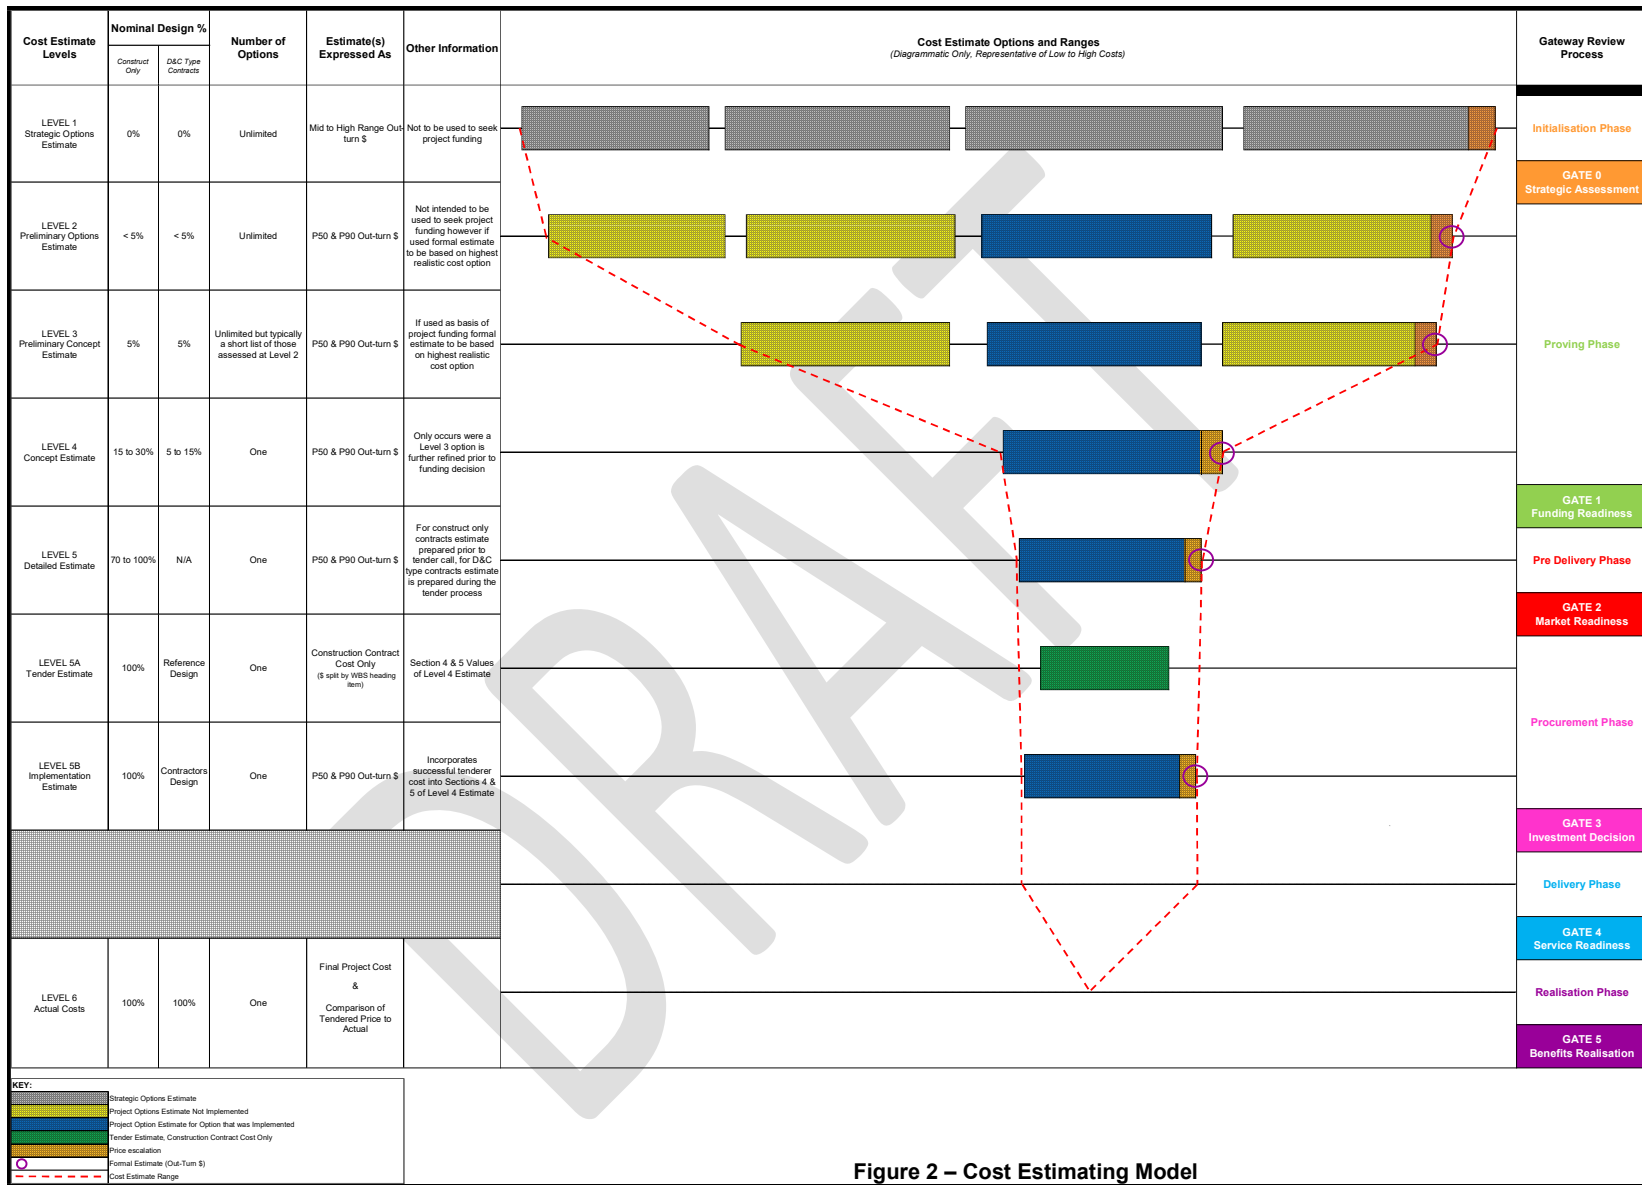 Cost Estimate
Levels
Nominal Design %
Construct
Only
D&C Type
Contracts
Number of
Options
Estimate(s)
Expressed As
Other Information
Cost Estimate Options and Ranges
(Diagrammatic Only, Representative of Low to High Costs)
Gateway Review
Process
LEVEL 1
Strategic Options
Estimate
0%
0%
Unlimited
Mid to High Range Out-
turn $
Not to be used to seek
project funding
Initialisation Phase
GATE 0
Strategic Assessment
LEVEL 2
Preliminary Options
Estimate
< 5%
< 5%
Unlimited
P50 & P90 Out-turn $
Not intended to be
used to seek project
funding however if
used formal estimate
to be based on highest
realistic cost option
LEVEL 3
Preliminary Concept
Estimate
5%
5%
Unlimited but typically
a short list of those
assessed at Level 2
P50 & P90 Out-turn $
If used as basis of
project funding formal
estimate to be based
on highest realistic
cost option
Proving Phase
LEVEL 4
Concept Estimate
15 to 30%
5 to 15%
One
P50 & P90 Out-turn $
Only occurs were a
Level 3 option is
further refined prior to
funding decision
GATE 1
Funding Readiness
LEVEL 5
Detailed Estimate
70 to 100%
N/A
One
P50 & P90 Out-turn $
For construct only
contracts estimate
prepared prior to
tender call, for D&C
type contracts estimate
is prepared during the
tender process
Pre Delivery Phase
GATE 2
Market Readiness
LEVEL 5A
Tender Estimate
100%
Reference
Design
One
Construction Contract
Cost Only
($ split by WBS heading
item)
Section 4 & 5 Values
of Level 4 Estimate
Procurement Phase
LEVEL 5B
Implementation
Estimate
100%
Contractors
Design
One
P50 & P90 Out-turn $
Incorporates
successful tenderer
cost into Sections 4 &
5 of Level 4 Estimate
GATE 3
Investment Decision
Delivery Phase
GATE 4
Service Readiness
LEVEL 6
Actual Costs
100%
100%
One
Final Project Cost
&
Comparison of
Tendered Price to
Actual
Realisation Phase
GATE 5
Benefits Realisation
DRAFT
KEY:
Strategic Options Estimate
Project Options Estimate Not Implemented
Project Option Estimate for Option that was Implemented
Tender Estimate, Construction Contract Cost Only
Price escalation
Formal Estimate (Out-Turn $)
Cost Estimate Range
Figure 2 – Cost Estimating Model